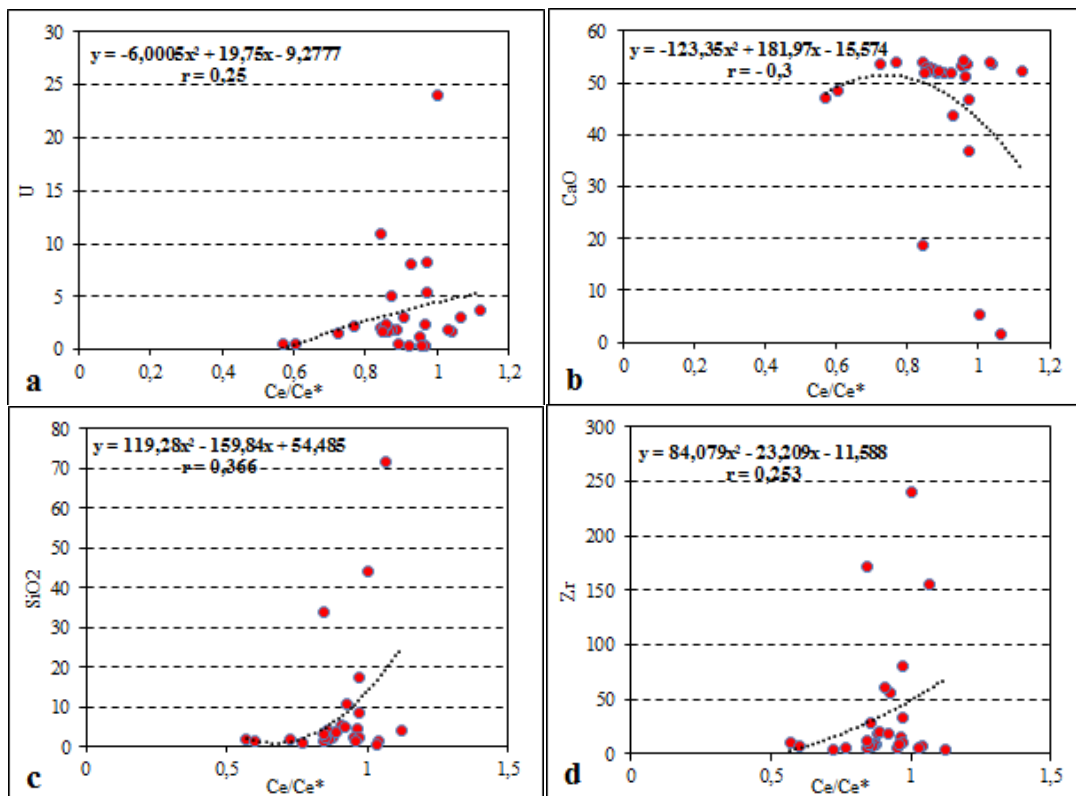 y = -6,0005x² + 19,75x - 9,2777
r = 0,25
30
25
20
15
10
5
0
U
0 0,2 0,4 0,6 0,8 1 1,2
Ce/Ce*
a
y = -123,35x² + 181,97x - 15,574
r = - 0,3
60
50
40
30
20
10
0
CaO
0 0,2 0,4 0,6 0,8 1 1,2
Ce/Ce*
b
y = 119,28x² - 159,84x + 54,485
r = 0,366
80
70
60
50
40
30
20
10
0
SiO2
0 0,5 1 1,5
Ce/Ce*
c
y = 84,079x² - 23,209x - 11,588
r = 0,253
300
250
200
150
100
50
0
Zr
0 0,5 1 1,5
Ce/Ce*
d